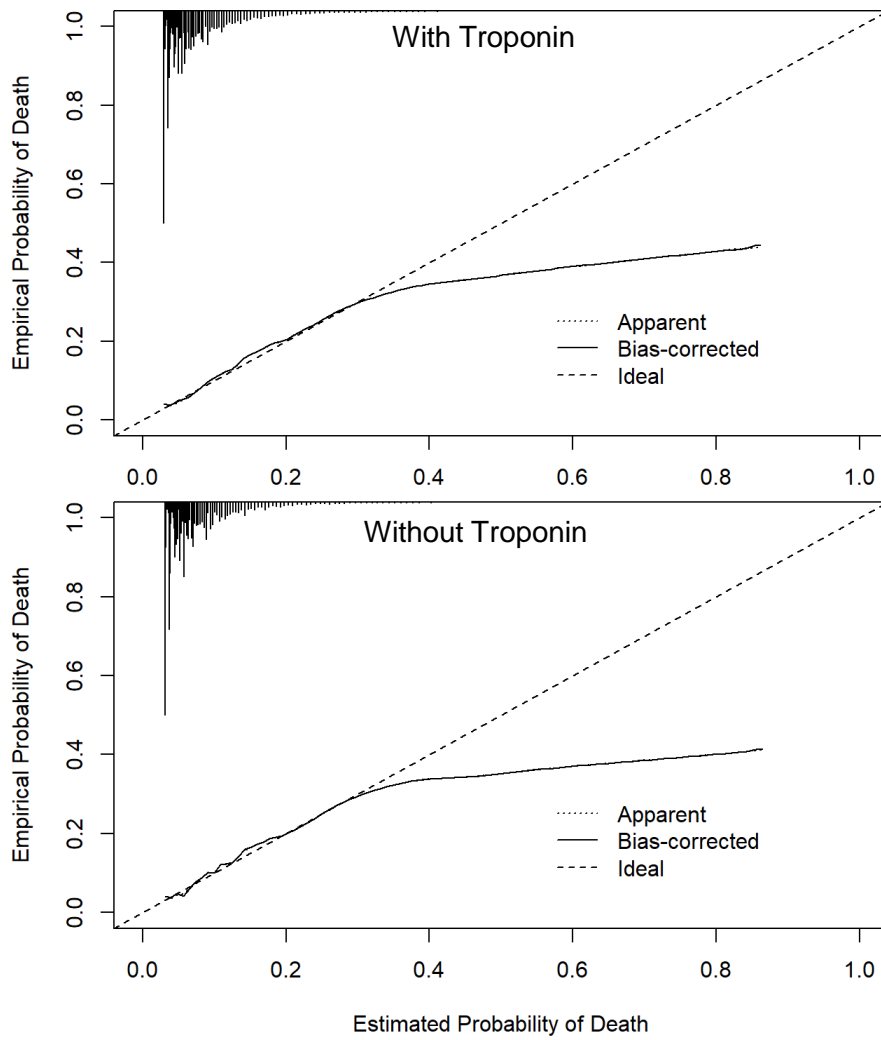 With Troponin
Empirical Probability of Death
1.0
0.8
0.6
0.4
0.2
0.0
Apparent
Bias-corrected
Ideal
0.0 0.2 0.4 0.6 0.8 1.0
Without Troponin
Empirical Probability of Death
1.0
0.8
0.6
0.4
0.2
0.0
Apparent
Bias-corrected
Ideal
0.0 0.2 0.4 0.6 0.8 1.0
Estimated Probability of Death